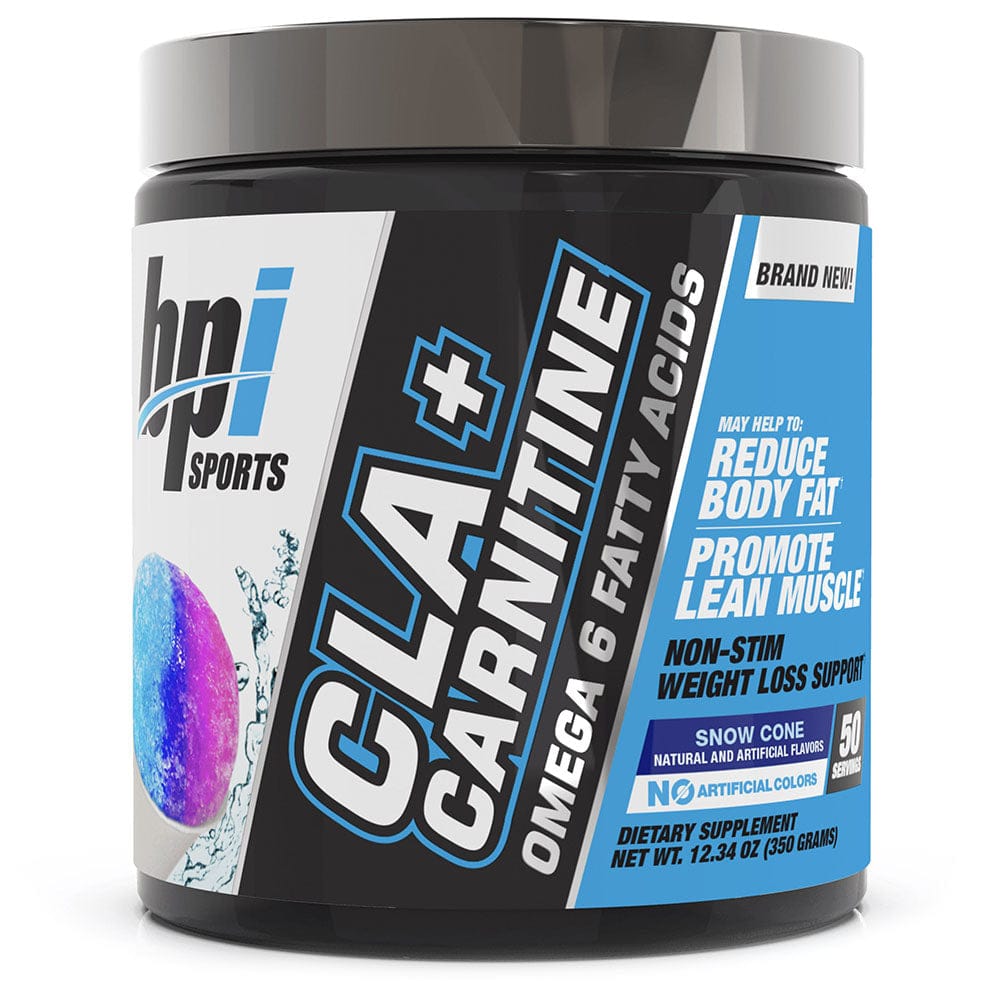 bpi
SPORTS
CLA+
CARNITINE
OMEGA 6 FATTY ACIDS
BRAND NEW!
MAY HELP TO:
REDUCE
BODY FAT†
PROMOTE
LEAN MUSCLE†
NON-STIM
WEIGHT LOSS SUPPORT†
SNOW CONE
NATURAL AND ARTIFICIAL FLAVORS
50
SERVINGS
NO ARTIFICIAL COLORS
DIETARY SUPPLEMENT
NET WT. 12.34 OZ (350 GRAMS)